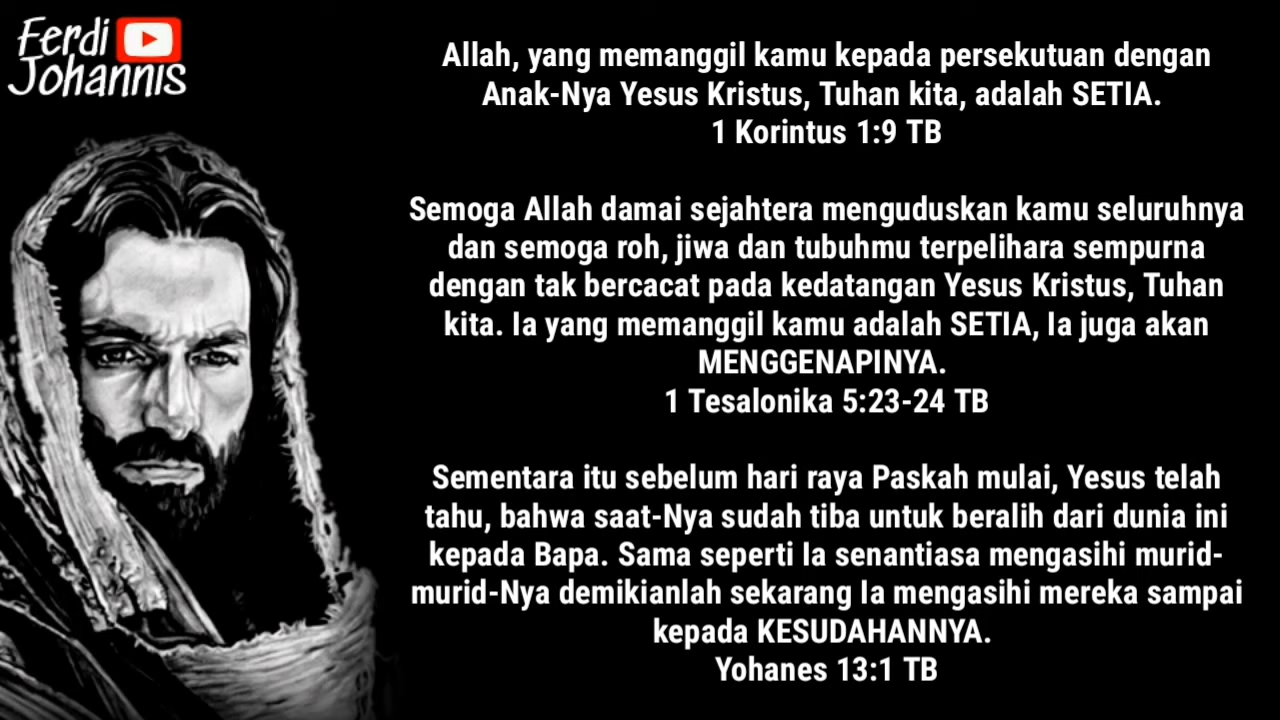 Ferdi
Johannis
Allah, yang memanggil kamu kepada persekutuan dengan
Anak-Nya Yesus Kristus, Tuhan kita, adalah SETIA.
1 Korintus 1:9 TB
Semoga Allah damai sejahtera menguduskan kamu seluruhnya
dan semoga roh, jiwa dan tubuhmu terpelihara sempurna
dengan tak bercacat pada kedatangan Yesus Kristus, Tuhan
kita. Ia yang memanggil kamu adalah SETIA, Ia juga akan
MENGGENAPINYA.
1 Tesalonika 5:23-24 TB
Sementara itu sebelum hari raya Paskah mulai, Yesus telah
tahu, bahwa saat-Nya sudah tiba untuk beralih dari dunia ini
kepada Bapa. Sama seperti Ia senantiasa mengasihi murid-
murid-Nya demikianlah sekarang Ia mengasihi mereka sampai
kepada KESUDAHANNYA.
Yohanes 13:1 TB